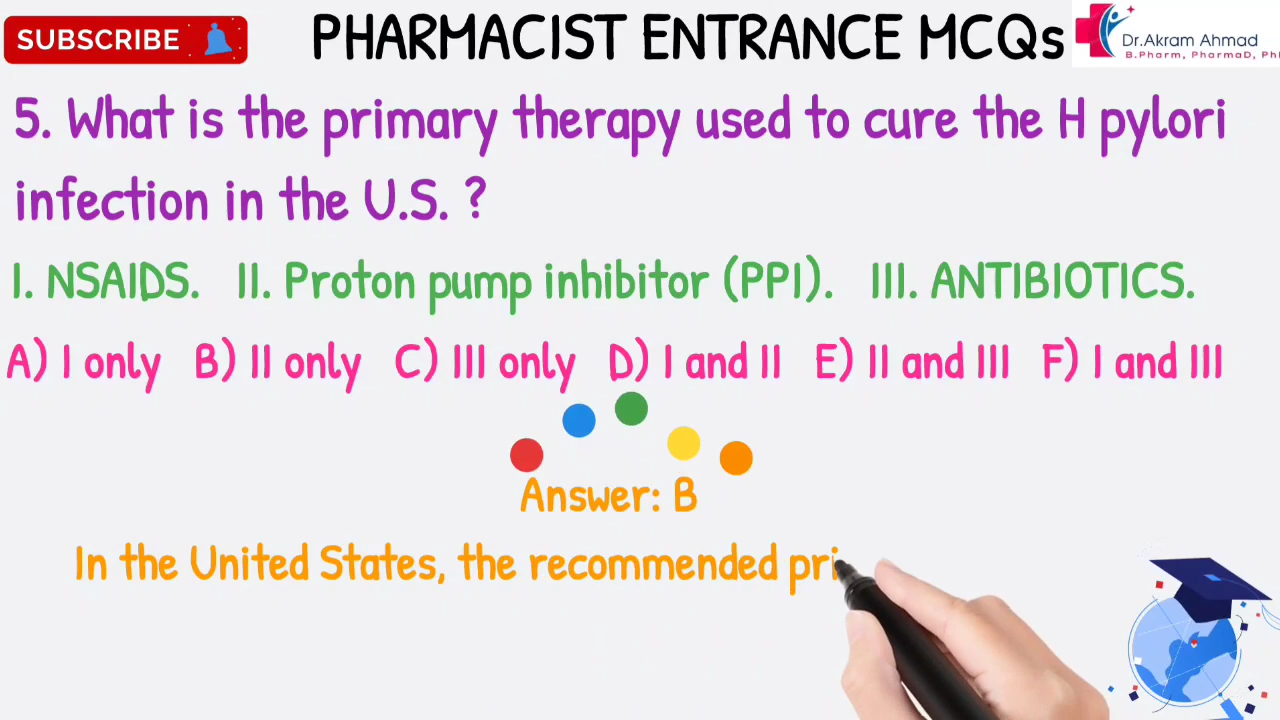 SUBSCRIBE
PHARMACIST ENTRANCE MCQs
Dr.Akram Ahmad
B.Pharm, PharmaD, Ph
5. What is the primary therapy used to cure the H pylori
infection in the U.S. ?
I. NSAIDS. II. Proton pump inhibitor (PPI). III. ANTIBIOTICS.
A) I only B) II only C) III only D) I and II E) II and III F) I and III
Answer: B
In the United States, the recommended pri